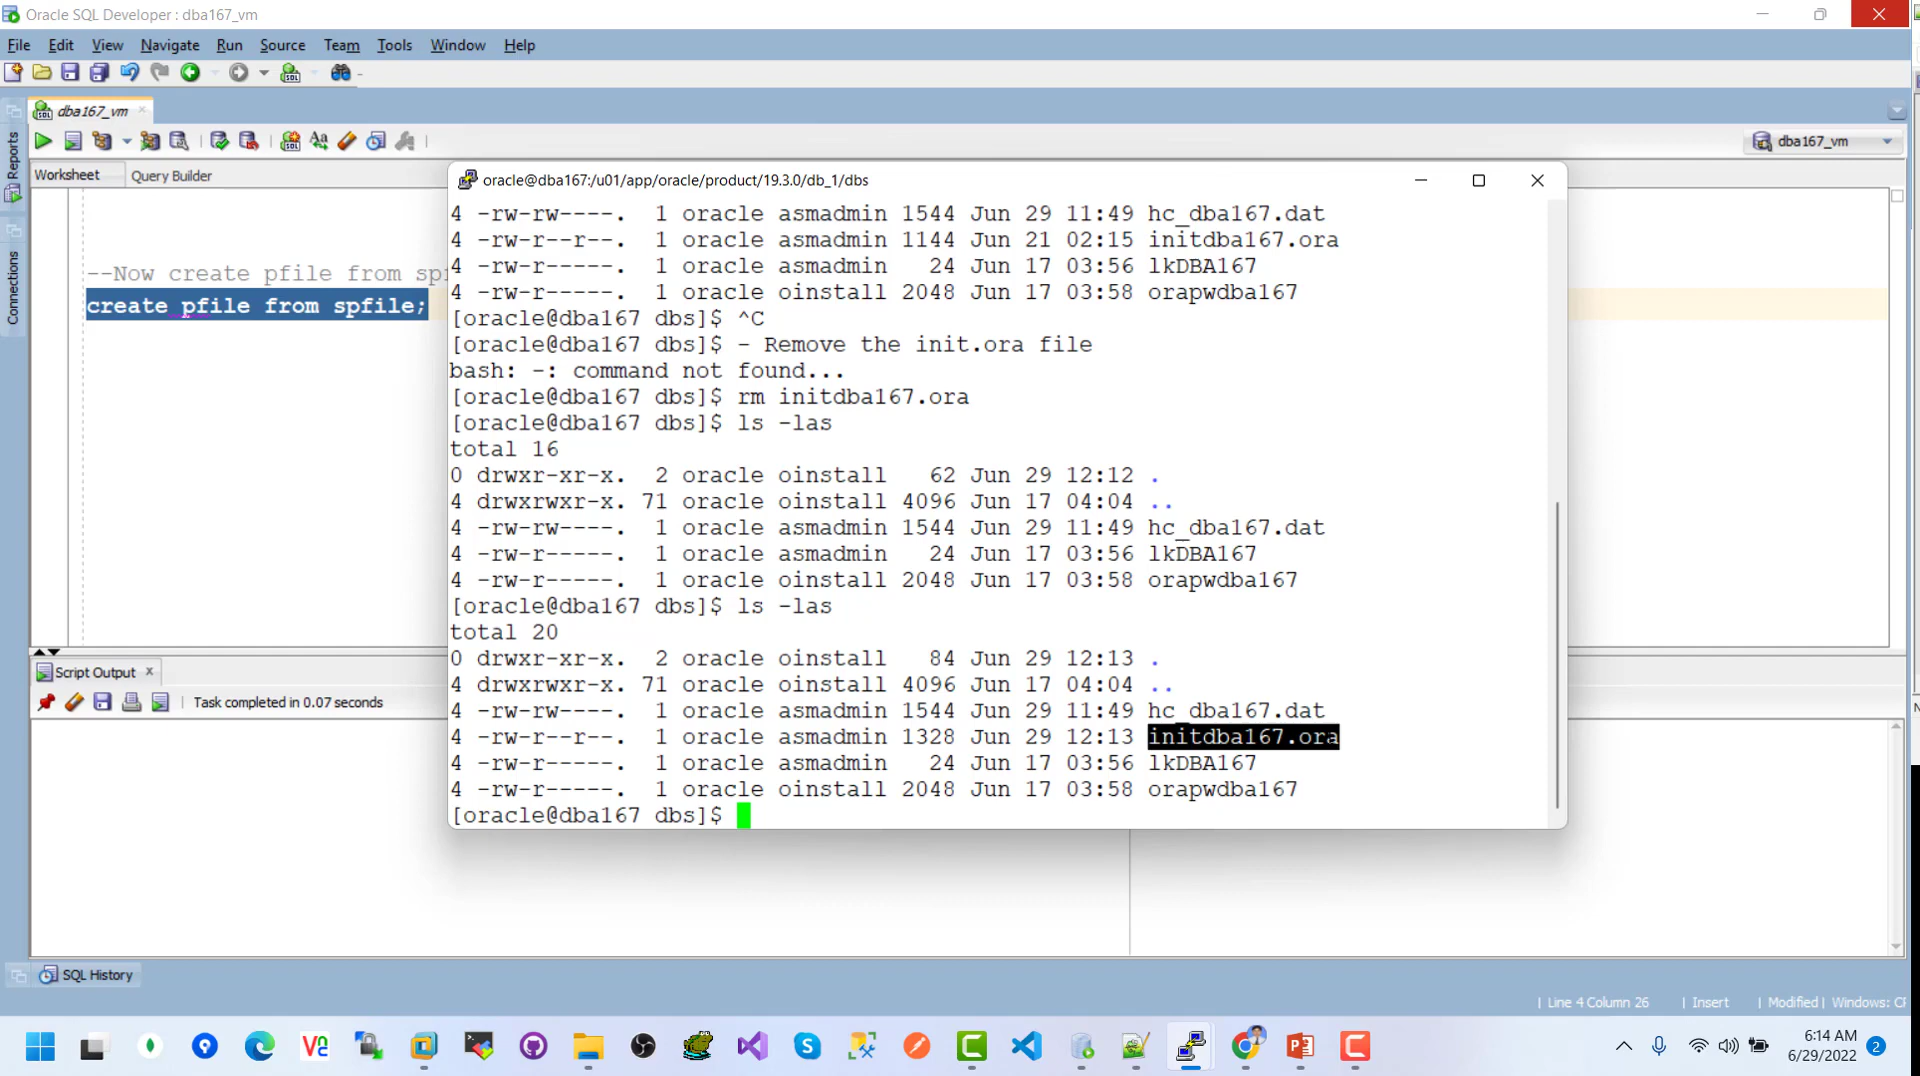 Oracle SQL Developer : dba167_vm
File Edit View Navigate Run Source Team Tools Window Help
dba167_vm
dba167_vm
Reports
Connections
Worksheet Query Builder
--Now create pfile from sp
create pfile from spfile;
oracle@dba167:/u01/app/oracle/product/19.3.0/db_1/dbs
4 -rw-rw----. 1 oracle asmadmin 1544 Jun 29 11:49 hc_dba167.dat
4 -rw-r--r--. 1 oracle asmadmin 1144 Jun 21 02:15 initdba167.ora
4 -rw-r-----. 1 oracle asmadmin 24 Jun 17 03:56 lkDBA167
4 -rw-r-----. 1 oracle oinstall 2048 Jun 17 03:58 orapwdba167
[oracle@dba167 dbs]$ ^C
[oracle@dba167 dbs]$ - Remove the init.ora file
bash: -: command not found...
[oracle@dba167 dbs]$ rm initdba167.ora
[oracle@dba167 dbs]$ ls -las
total 16
0 drwxr-xr-x. 2 oracle oinstall 62 Jun 29 12:12 .
4 drwxrwxr-x. 71 oracle oinstall 4096 Jun 17 04:04 ..
4 -rw-rw----. 1 oracle asmadmin 1544 Jun 29 11:49 hc_dba167.dat
4 -rw-r-----. 1 oracle asmadmin 24 Jun 17 03:56 lkDBA167
4 -rw-r-----. 1 oracle oinstall 2048 Jun 17 03:58 orapwdba167
[oracle@dba167 dbs]$ ls -las
total 20
0 drwxr-xr-x. 2 oracle oinstall 84 Jun 29 12:13 .
4 drwxrwxr-x. 71 oracle oinstall 4096 Jun 17 04:04 ..
4 -rw-rw----. 1 oracle asmadmin 1544 Jun 29 11:49 hc_dba167.dat
4 -rw-r--r--. 1 oracle asmadmin 1328 Jun 29 12:13 initdba167.ora
4 -rw-r-----. 1 oracle asmadmin 24 Jun 17 03:56 lkDBA167
4 -rw-r-----. 1 oracle oinstall 2048 Jun 17 03:58 orapwdba167
[oracle@dba167 dbs]$
Script Output
Task completed in 0.07 seconds
SQL History
Line 4 Column 26 Insert Modified Windows: C
6:14 AM
6/29/2022
2